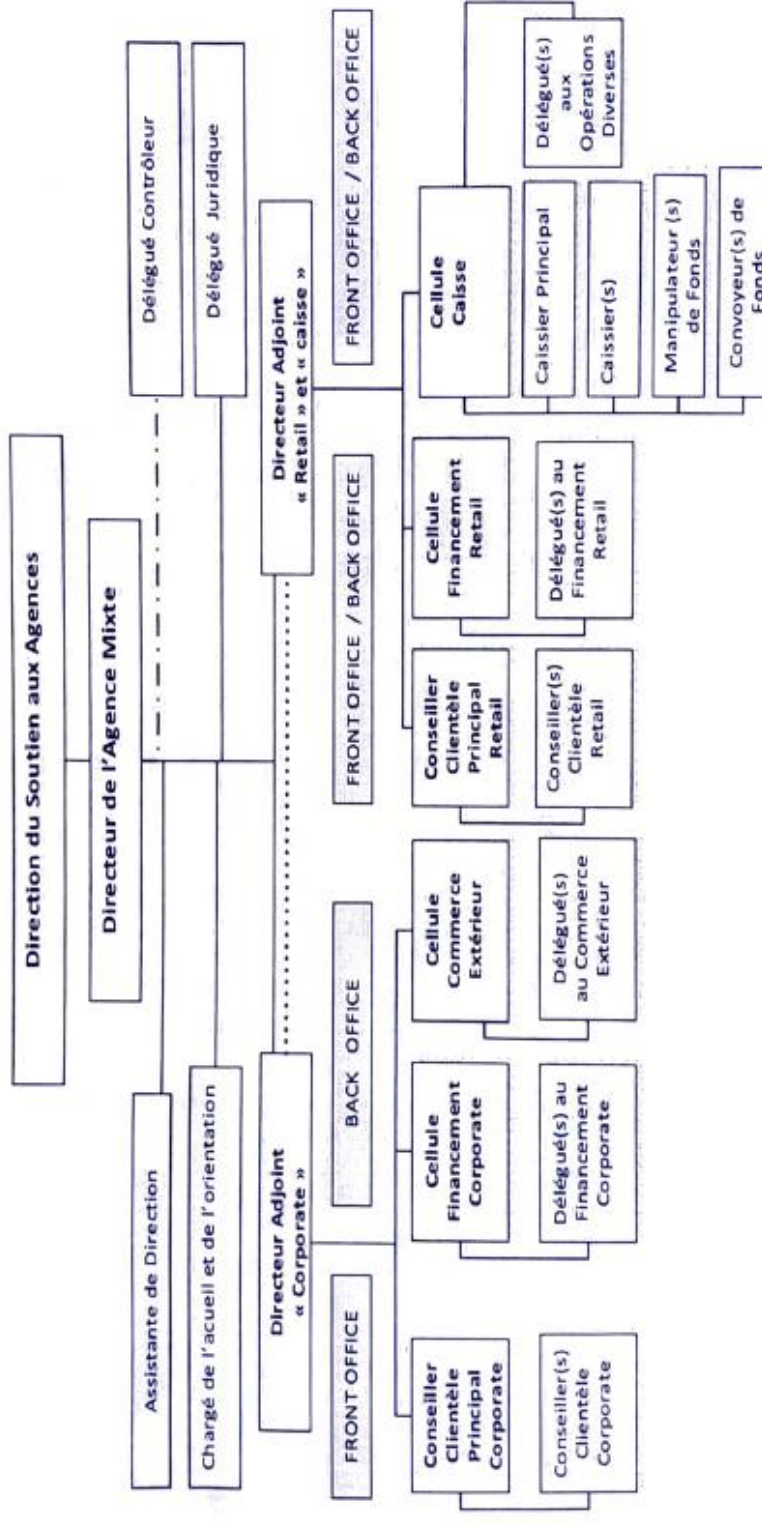 Direction du Soutien aux Agences
Directeur de l'Agence Mixte
Assistante de Direction
Délégué Contrôleur
Chargé de l'acueil et de l'orientation
Délégué Juridique
Directeur Adjoint
« Corporate »
Directeur Adjoint
« Retail » et « caisse »
FRONT OFFICE
BACK OFFICE
FRONT OFFICE / BACK OFFICE
FRONT OFFICE / BACK OFFICE
Conseiller
Clientèle
Principal
Corporate
Conseiller(s)
Clientèle
Corporate
Cellule
Financement
Corporate
Délégué(s) au
Financement
Corporate
Cellule
Commerce
Extérieur
Délégué(s)
au Commerce
Extérieur
Conseiller
Clientèle
Principal
Retail
Conseiller(s)
Clientèle
Retail
Cellule
Financement
Retail
Délégué(s) au
Financement
Retail
Cellule
Caisse
Caissier Principal
Caissier(s)
Manipulateur (s)
de Fonds
Convoyeur(s) de
Fonds
Délégué(s)
aux
Opérations
Diverses